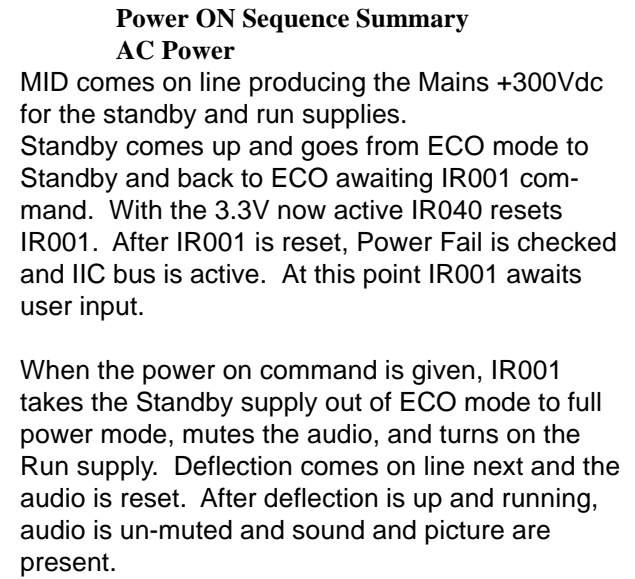 Power ON Sequence Summary
AC Power
MID comes on line producing the Mains +300Vdc
for the standby and run supplies.
Standby comes up and goes from ECO mode to
Standby and back to ECO awaiting IR001 com-
mand.  With the 3.3V now active IR040 resets
IR001.  After IR001 is reset, Power Fail is checked
and IIC bus is active.  At this point IR001 awaits
user input.

When the power on command is given, IR001
takes the Standby supply out of ECO mode to full
power mode, mutes the audio, and turns on the
Run supply.  Deflection comes on line next and the
audio is reset.  After deflection is up and running,
audio is un-muted and sound and picture are
present.